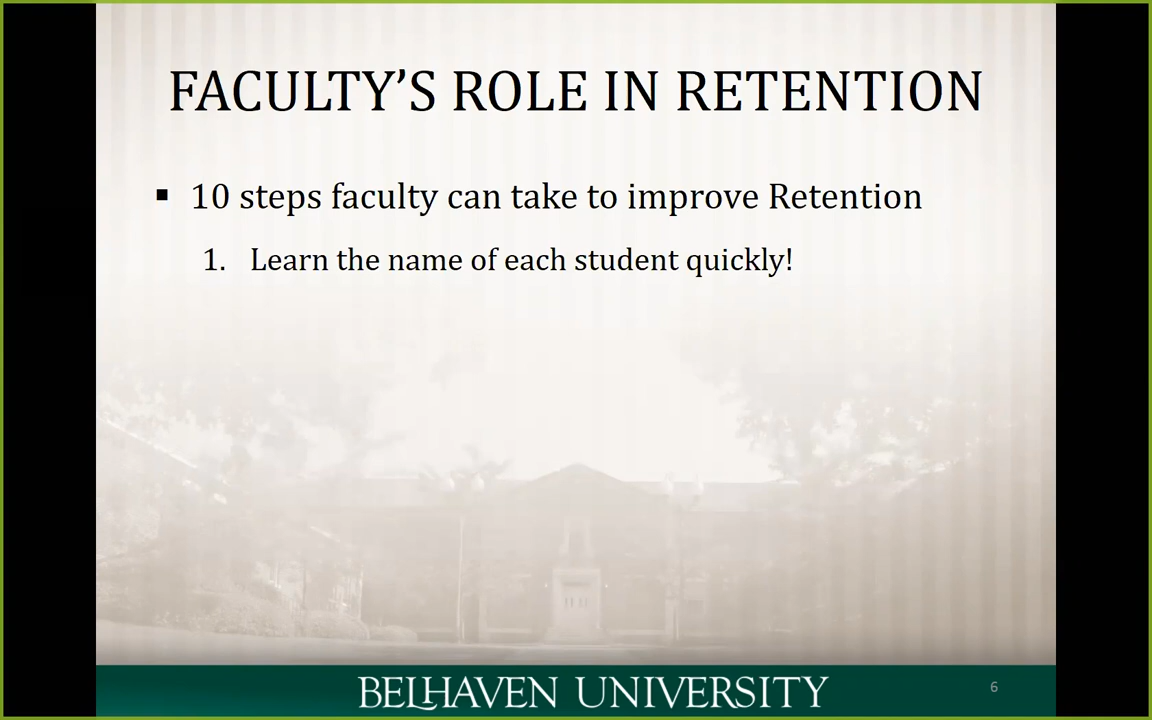 FACULTY’S ROLE IN RETENTION
▪ 10 steps faculty can take to improve Retention
1. Learn the name of each student quickly!
BELHAVEN UNIVERSITY
6